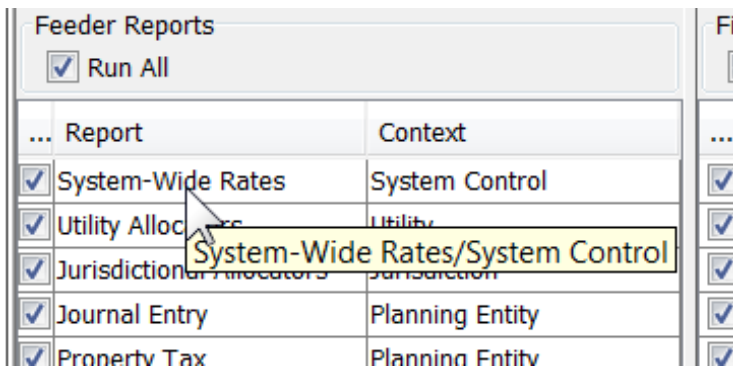 Feeder Reports
Run All
... Report Context ...
System-Wide Rates System Control
Utility Utility
System-Wide Rates/System Control
Journal Entry Planning Entity
Property Tax Planning Entity